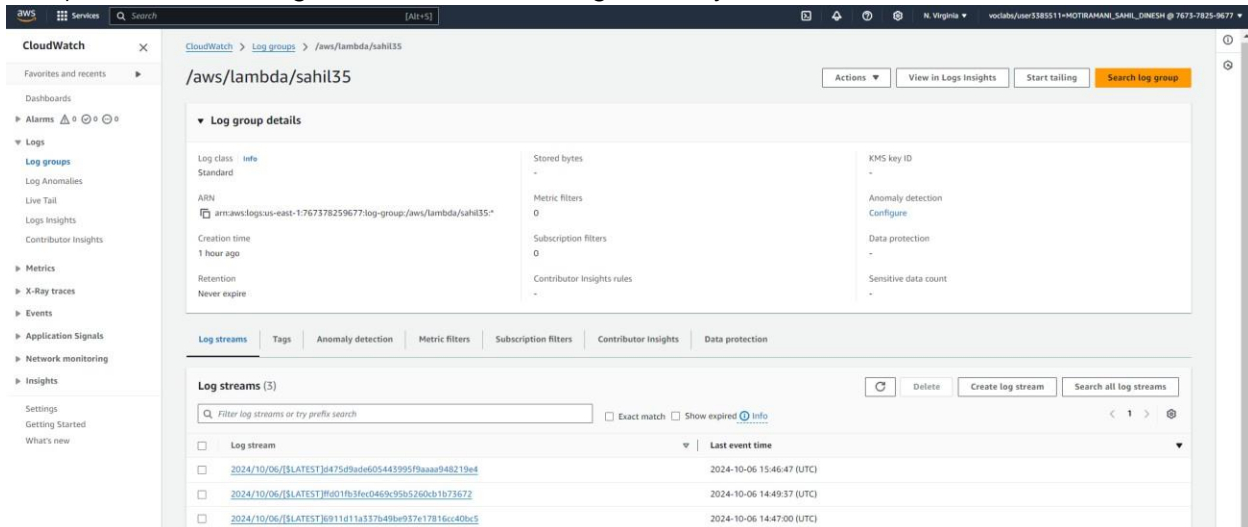 aws Services Search [Alt+S] N. Virginia voclabs/user3385511=MOTIRAMANI_SAHIL_DINESH @ 7673-7825-9677
CloudWatch
Favorites and recents
Dashboards
Alarms 0 0 0
Logs
Log groups
Log Anomalies
Live Tail
Logs Insights
Contributor Insights
Metrics
X-Ray traces
Events
Application Signals
Network monitoring
Insights
Settings
Getting Started
What's new
CloudWatch > Log groups > /aws/lambda/sahil35
/aws/lambda/sahil35
Actions View in Logs Insights Start tailing Search log group
Log group details
Log class Info
Standard
ARN
arn:aws:logs:us-east-1:767378259677:log-group:/aws/lambda/sahil35:*
Creation time
1 hour ago
Retention
Never expire
Stored bytes
-
Metric filters
0
Subscription filters
0
Contributor Insights rules
-
KMS key ID
-
Anomaly detection
Configure
Data protection
-
Sensitive data count
-
Log streams Tags Anomaly detection Metric filters Subscription filters Contributor Insights Data protection
Log streams (3)
Delete Create log stream Search all log streams
Filter log streams or try prefix search Exact match Show expired Info 1
Log stream Last event time
2024/10/06/[$LATEST]d475d9ade605443995f9aaaa948219e4 2024-10-06 15:46:47 (UTC)
2024/10/06/[$LATEST]ffd01fb3fec0469c95b5260cb1b73672 2024-10-06 14:49:37 (UTC)
2024/10/06/[$LATEST]6911d11a337b49be937e17816cc40bc5 2024-10-06 14:47:00 (UTC)